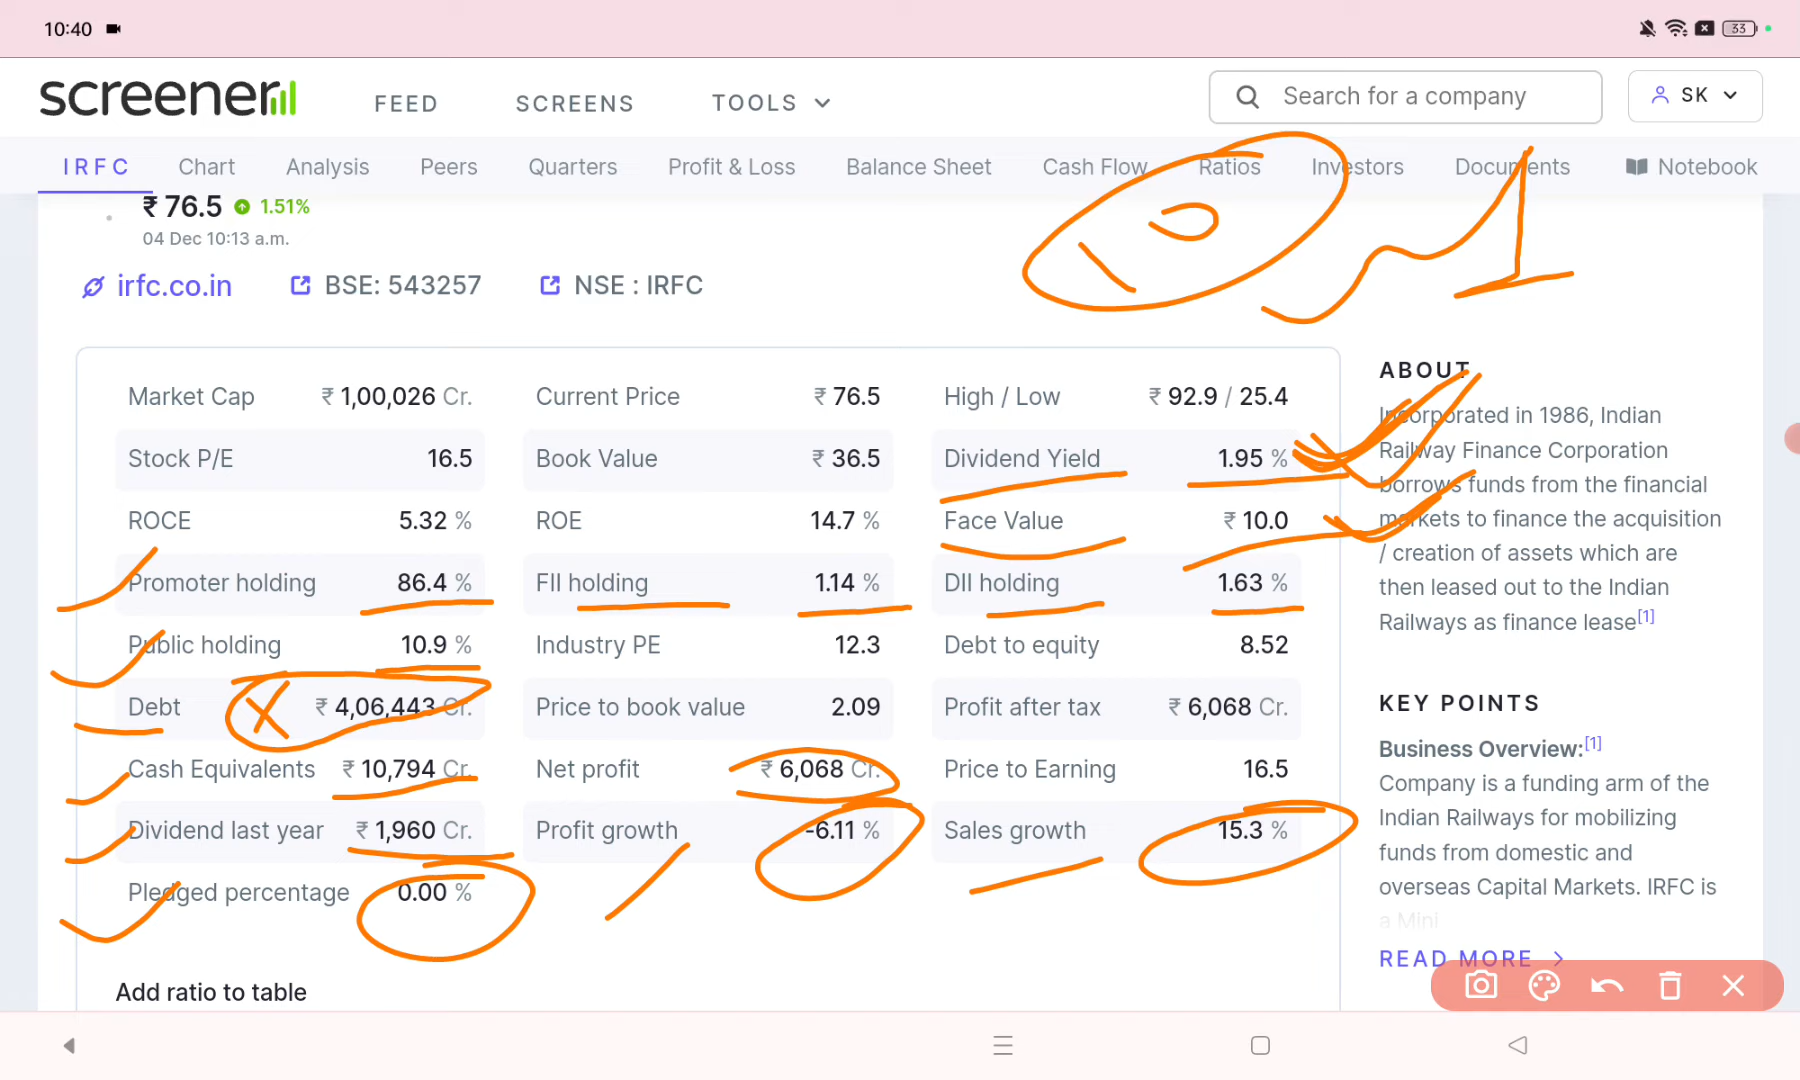 10:40
33
screener
FEED
SCREENS
TOOLS
Search for a company
SK
IRFC
Chart
Analysis
Peers
Quarters
Profit & Loss
Balance Sheet
Cash Flow
Ratios
Investors
Documents
Notebook
₹ 76.5 1.51%
04 Dec 10:13 a.m.
10
1
irfc.co.in
BSE: 543257
NSE : IRFC
Market Cap ₹ 1,00,026 Cr.
Current Price ₹ 76.5
High / Low ₹ 92.9 / 25.4
Stock P/E 16.5
Book Value ₹ 36.5
Dividend Yield 1.95 %
ROCE 5.32 %
ROE 14.7 %
Face Value ₹ 10.0
Promoter holding 86.4 %
FII holding 1.14 %
DII holding 1.63 %
Public holding 10.9 %
Industry PE 12.3
Debt to equity 8.52
Debt ₹ 4,06,443 Cr.
Price to book value 2.09
Profit after tax ₹ 6,068 Cr.
Cash Equivalents ₹ 10,794 Cr.
Net profit ₹ 6,068 Cr.
Price to Earning 16.5
Dividend last year ₹ 1,960 Cr.
Profit growth -6.11 %
Sales growth 15.3 %
Pledged percentage 0.00 %
Add ratio to table
ABOUT
Incorporated in 1986, Indian
Railway Finance Corporation
borrows funds from the financial
markets to finance the acquisition
/ creation of assets which are
then leased out to the Indian
Railways as finance lease[1]
KEY POINTS
Business Overview:[1]
Company is a funding arm of the
Indian Railways for mobilizing
funds from domestic and
overseas Capital Markets. IRFC is
a Mini
READ MORE